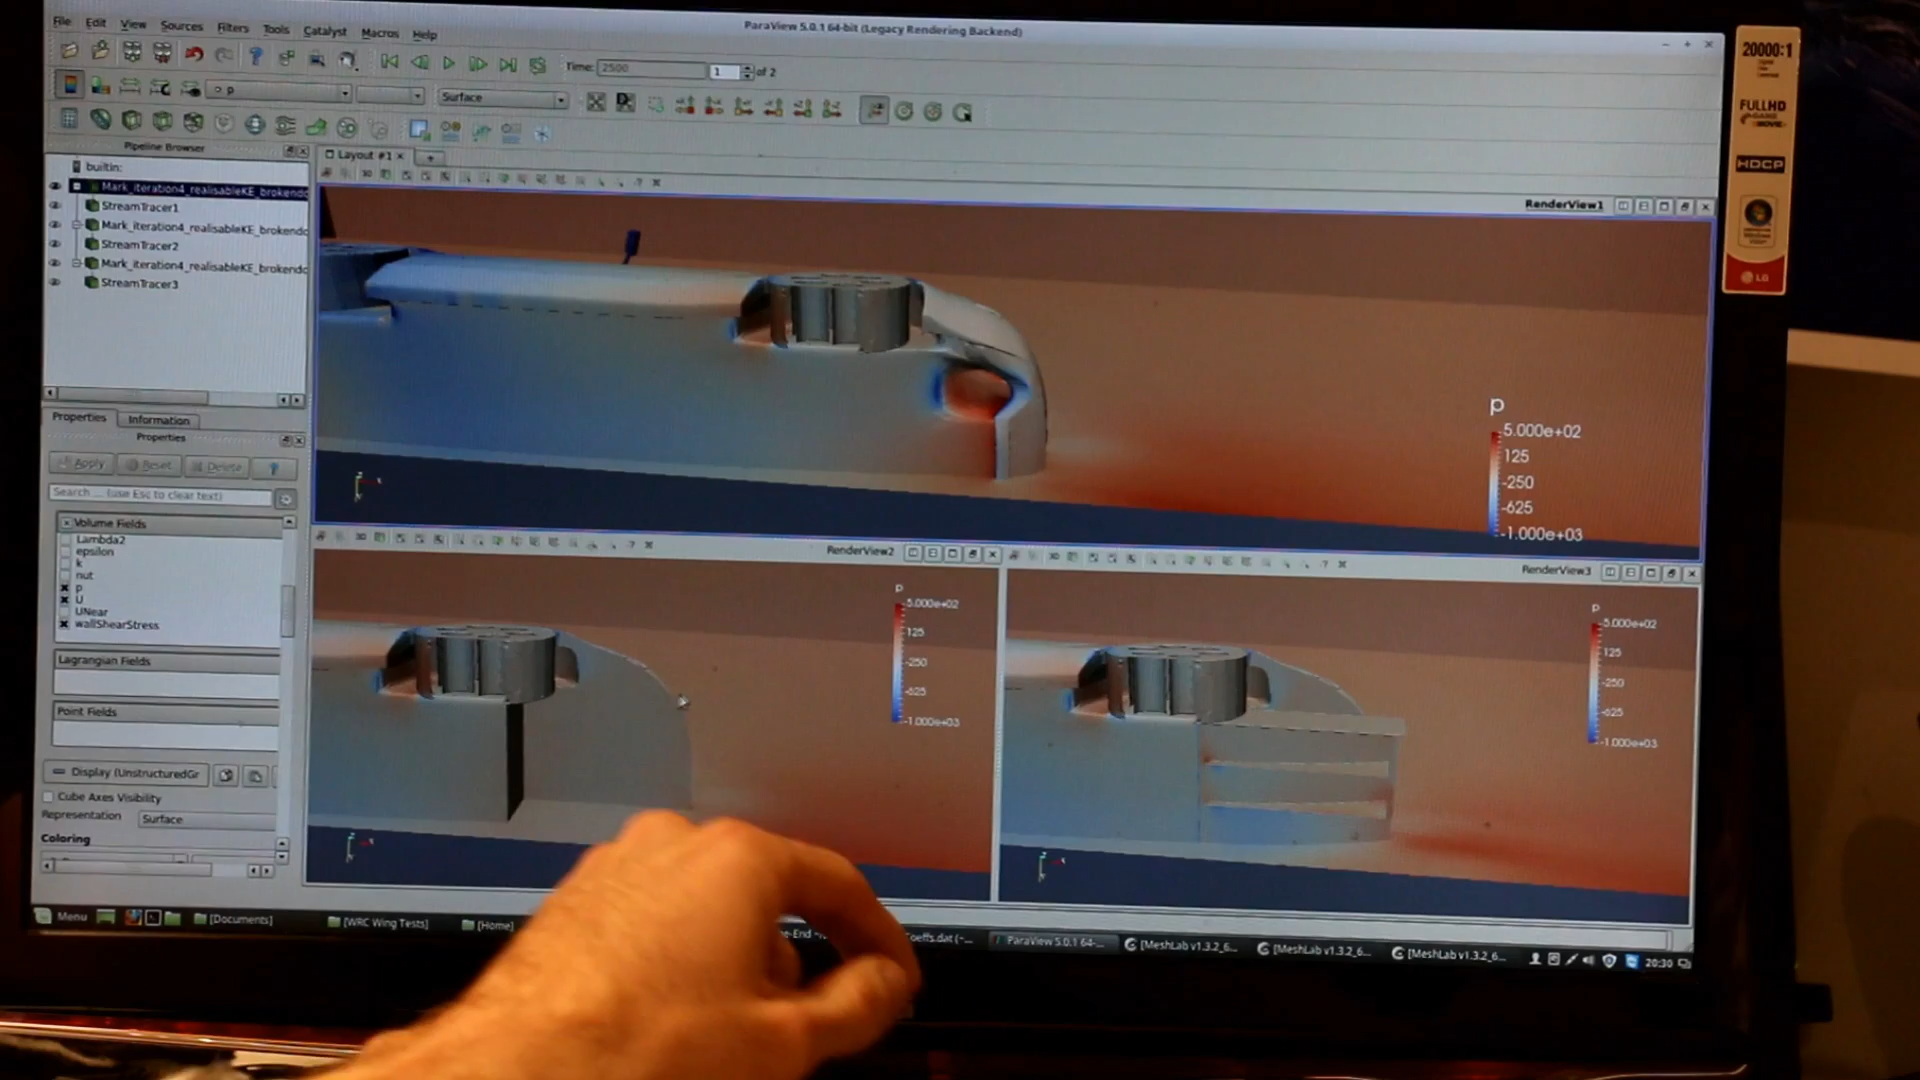 ParaView 5.0.1 64-bit (Legacy Rendering Backend)
File Edit View Sources Filters Tools Catalyst Macros Help
Time: 2500 1 of 2
p Surface
Pipeline Browser
Layout #1
builtin:
Mark_iteration4_realisableKE_brokendo
StreamTracer1
Mark_iteration4_realisableKE_brokendo
StreamTracer2
Mark_iteration4_realisableKE_brokendo
StreamTracer3
RenderView1
p
5.000e+02
125
-250
-625
-1.000e+03
Properties Information
Properties
Apply Reset Delete ?
Search ... (use Esc to clear text)
Volume Fields
Lambda2
epsilon
k
nut
p
U
UNear
wallShearStress
Lagrangian Fields
Point Fields
Display (UnstructuredGr
Cube Axes Visibility
Representation Surface
Coloring
RenderView2
p
5.000e+02
125
-250
-625
-1.000e+03
RenderView3
p
5.000e+02
125
-250
-625
-1.000e+03
Menu [Documents] [WRC Wing Tests] [Home] oeffs.dat (~... ParaView 5.0.1 64-... [MeshLab v1.3.2_6... [MeshLab v1.3.2_6... [MeshLab v1.3.2_6... 20:30
20000:1
FULLHD
HDCP
LG